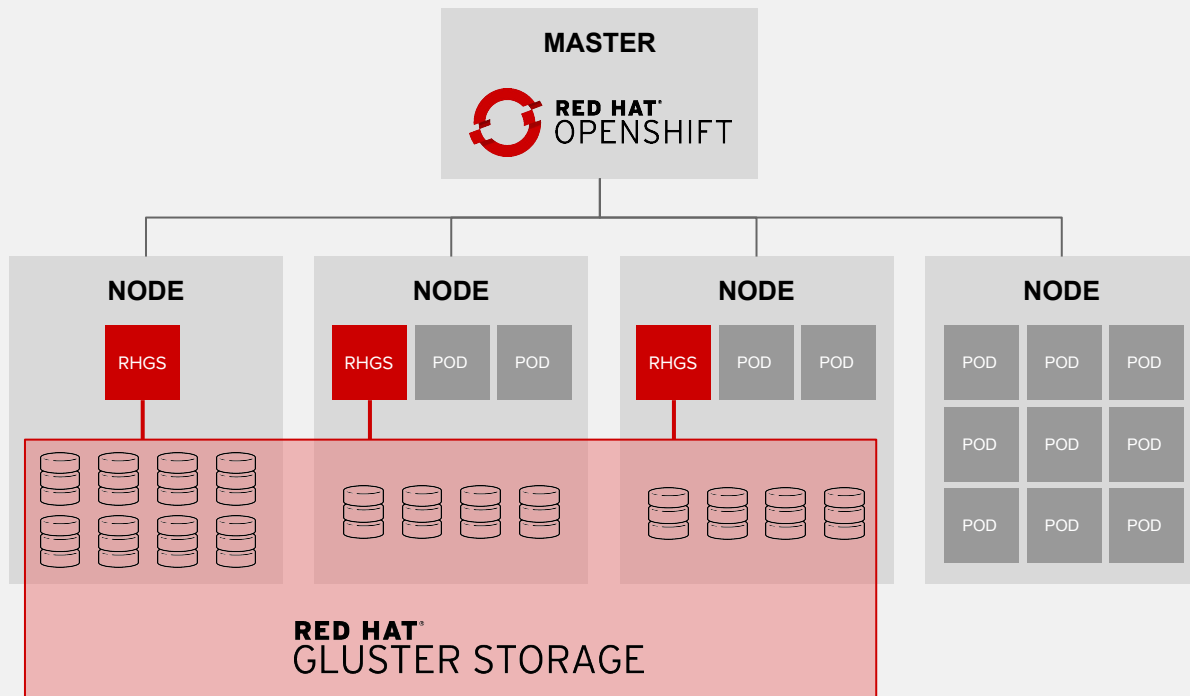 MASTER
RED HAT®
OPENSHIFT
NODE NODE NODE NODE
RHGS RHGS POD POD RHGS POD POD POD POD POD
POD POD POD
POD POD POD
RED HAT®
GLUSTER STORAGE